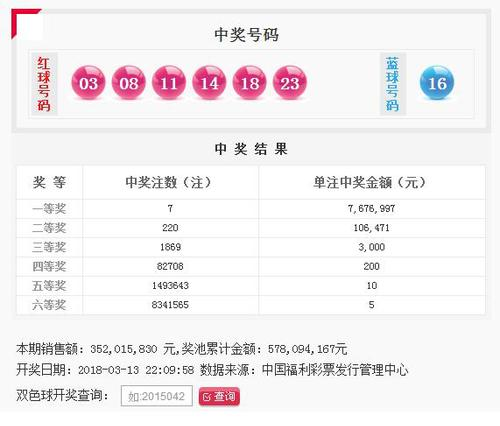 中奖号码
红球号码 03 08 11 14 18 23 蓝球号码 16
中 奖 结 果
奖 等 中奖注数（注） 单注中奖金额（元）
一等奖 7 7,676,997
二等奖 220 106,471
三等奖 1869 3,000
四等奖 82708 200
五等奖 1493643 10
六等奖 8341565 5
本期销售额：352,015,830 元,奖池累计金额：578,094,167元
开奖日期：2018-03-13 22:09:58 数据来源：中国福利彩票发行管理中心
双色球开奖查询： 如:2015042 查询